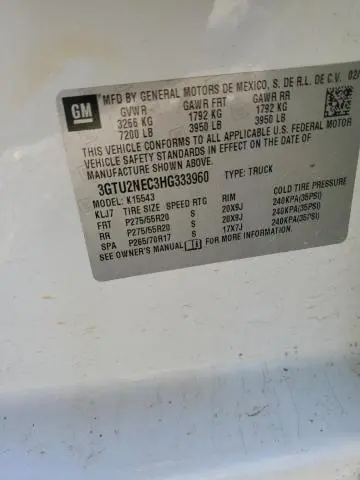 GM
MFD BY GENERAL MOTORS DE MEXICO, S. DE R.L. DE C.V. 02/
GVWR GAWR FRT GAWR RR
3266 KG 1792 KG 1792 KG
7200 LB 3950 LB 3950 LB
THIS VEHICLE CONFORMS TO ALL APPLICABLE U.S. FEDERAL MOTOR
VEHICLE SAFETY STANDARDS IN EFFECT ON THE DATE OF
MANUFACTURE SHOWN ABOVE.
3GTU2NEC3HG333960 TYPE: TRUCK
MODEL: K15543
KLJ7 TIRE SIZE SPEED RTG RIM COLD TIRE PRESSURE
FRT P275/55R20 S 20X9J 240KPA(35PSI)
RR P275/55R20 S 20X9J 240KPA(35PSI)
SPA P265/70R17 S 17X7J 240KPA(35PSI)
SEE OWNER'S MANUAL FOR ADDITIONAL INFORMATION.